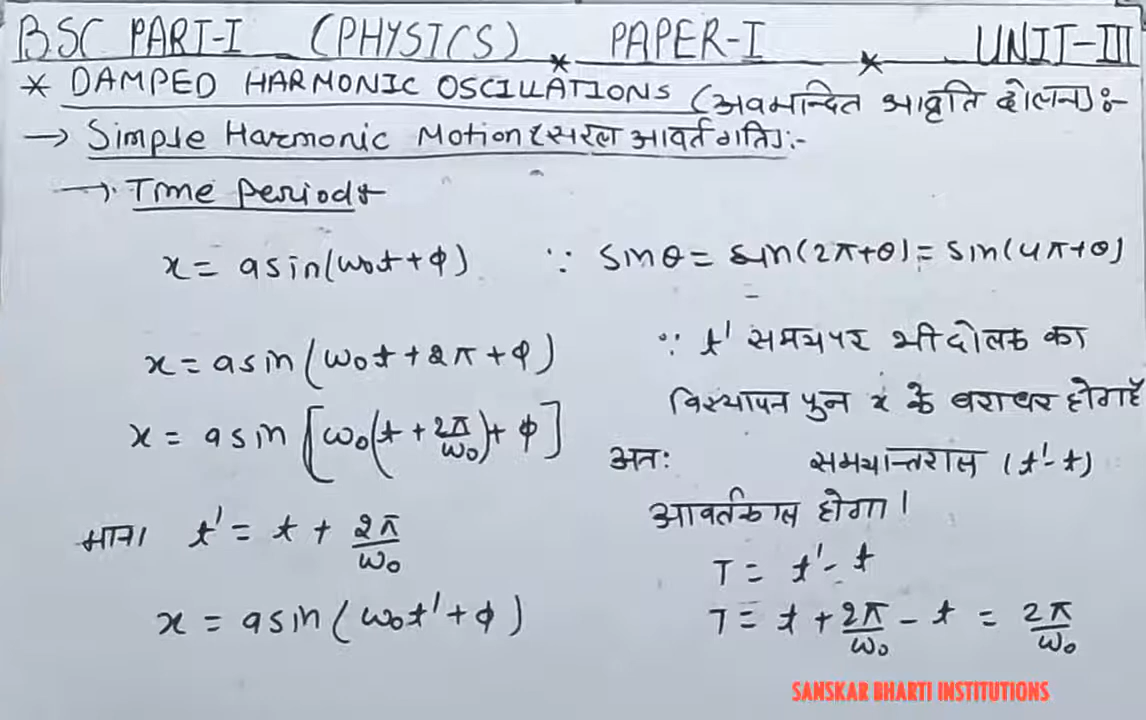 BSC PART-I (PHYSICS) * PAPER-I * UNIT-III
* DAMPED HARMONIC OSCILLATIONS (अवमन्दित आवृति दोलन):-
→ Simple Harmonic Motion (सरल आवर्त गति):-
→ Time Period:-
x = a sin(ω₀t + φ) ∵ sinθ = sin(2π+θ) = sin(4π+θ)
x = a sin(ω₀t + 2π + φ)
x = a sin [ω₀(t + 2π/ω₀) + φ]
माना t' = t + 2π/ω₀
x = a sin(ω₀t' + φ)
∵ t' समय पर भी दोलक का
विस्थापन पुन x के बराबर होगा
अतः समयान्तराल (t'-t)
आवर्तकाल होगा।
T = t' - t
T = t + 2π/ω₀ - t = 2π/ω₀
SANSKAR BHARTI INSTITUTIONS